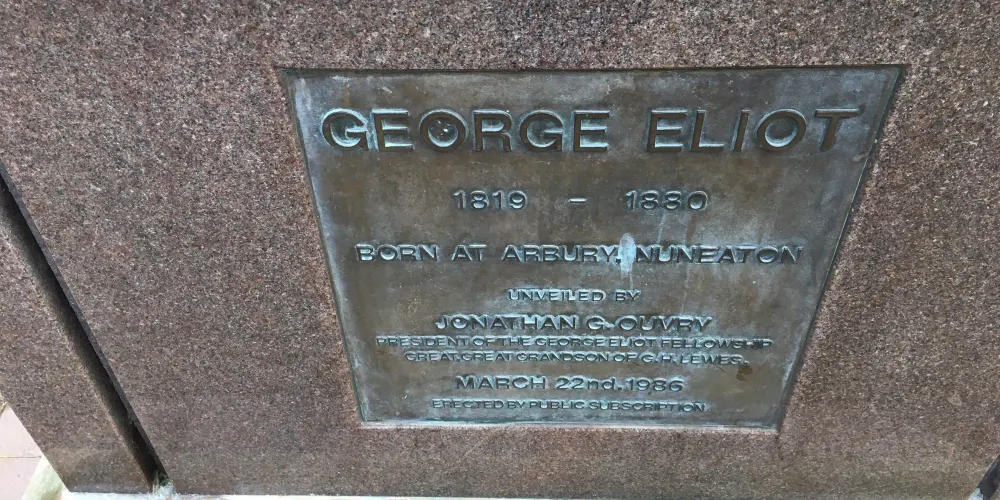 GEORGE ELIOT
1819 - 1880
BORN AT ARBURY, NUNEATON
UNVEILED BY
JONATHAN G. OUVRY
PRESIDENT OF THE GEORGE ELIOT FELLOWSHIP
GREAT, GREAT GRANDSON OF G. H. LEWES.
MARCH 22nd. 1986
ERECTED BY PUBLIC SUBSCRIPTION